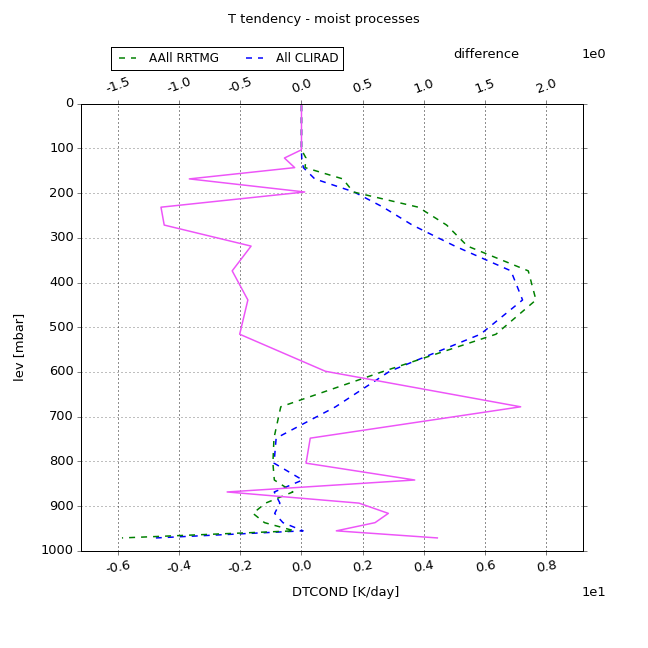 T tendency - moist processes
AAll RRTMG All CLIRAD
difference 1e0
-1.5 -1.0 -0.5 0.0 0.5 1.0 1.5 2.0
0
100
200
300
400
500
600
700
800
900
1000
lev [mbar]
-0.6 -0.4 -0.2 0.0 0.2 0.4 0.6 0.8
DTCOND [K/day] 1e1